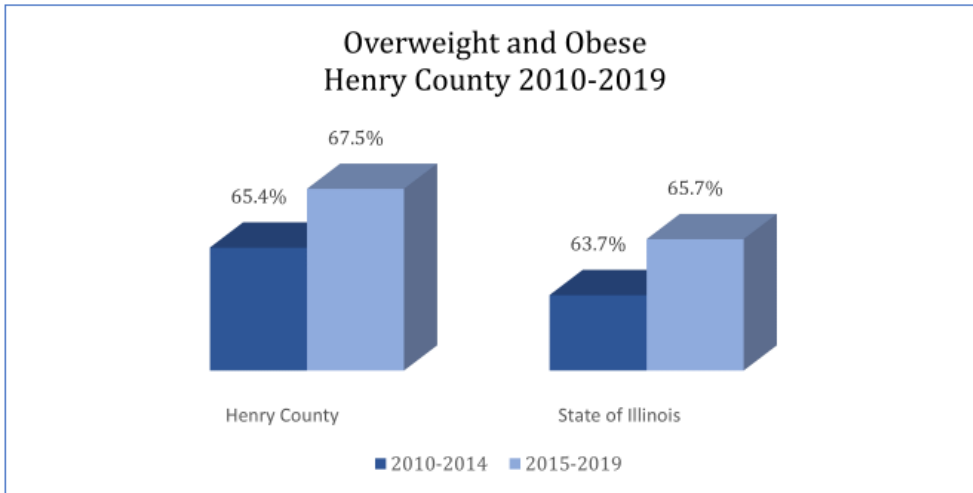 Overweight and Obese
Henry County 2010-2019
67.5%
65.4%
65.7%
63.7%
Henry County
State of Illinois
2010-2014
2015-2019